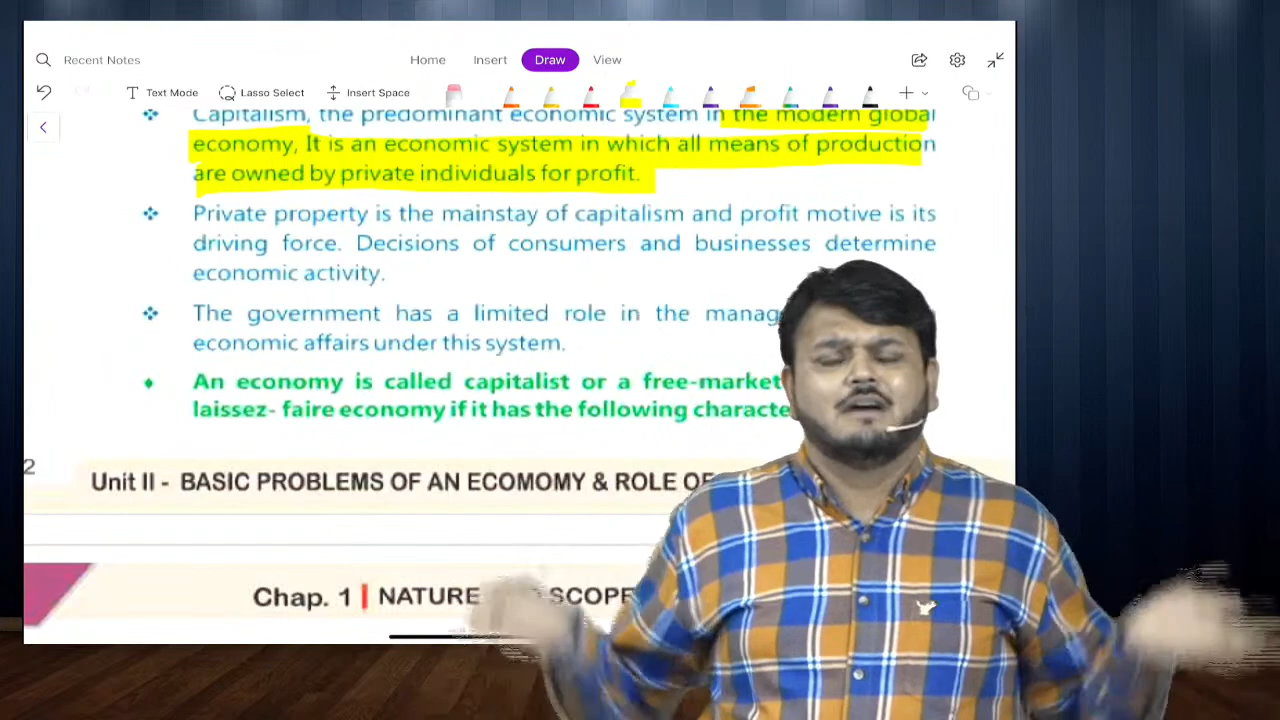 Recent Notes
Home Insert Draw View
Text Mode Lasso Select Insert Space
Capitalism, the predominant economic system in the modern global
economy, It is an economic system in which all means of production
are owned by private individuals for profit.
Private property is the mainstay of capitalism and profit motive is its
driving force. Decisions of consumers and businesses determine
economic activity.
The government has a limited role in the manag
economic affairs under this system.
An economy is called capitalist or a free-market
laissez- faire economy if it has the following characte
2
Unit II - BASIC PROBLEMS OF AN ECOMOMY & ROLE OF
Chap. 1 | NATURE SCOPE